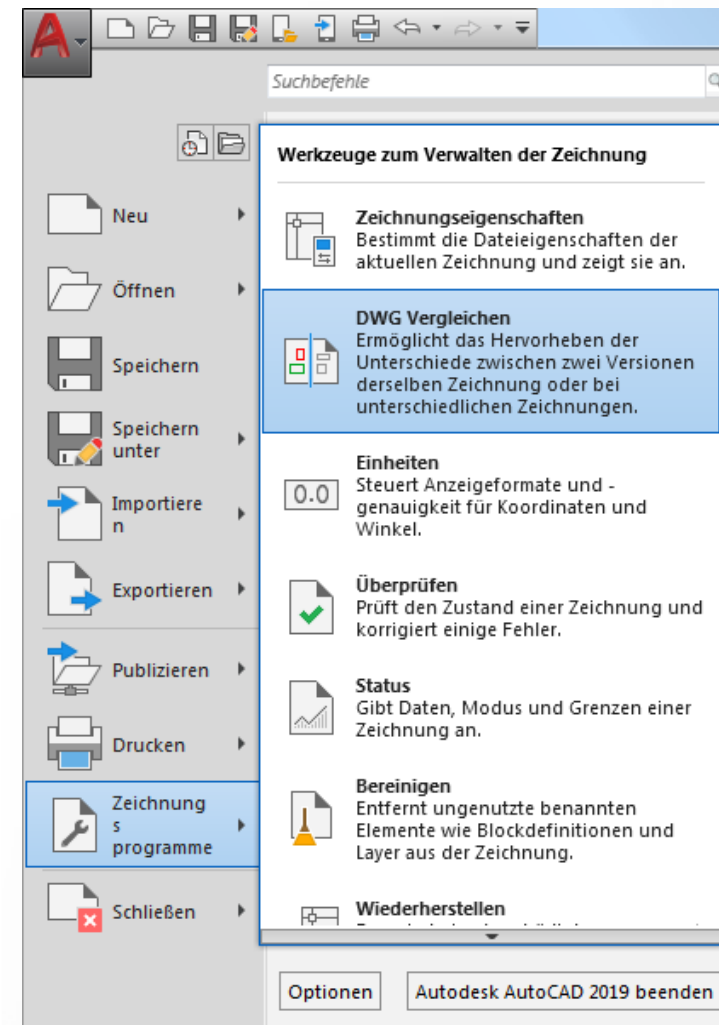 Suchbefehle
Werkzeuge zum Verwalten der Zeichnung
Neu
Öffnen
Speichern
Speichern
unter
Importiere
n
Exportieren
Publizieren
Drucken
Zeichnung
s
programme
Schließen
Zeichnungseigenschaften
Bestimmt die Dateieigenschaften der
aktuellen Zeichnung und zeigt sie an.
DWG Vergleichen
Ermöglicht das Hervorheben der
Unterschiede zwischen zwei Versionen
derselben Zeichnung oder bei
unterschiedlichen Zeichnungen.
0.0
Einheiten
Steuert Anzeigeformate und -
genauigkeit für Koordinaten und
Winkel.
Überprüfen
Prüft den Zustand einer Zeichnung und
korrigiert einige Fehler.
Status
Gibt Daten, Modus und Grenzen einer
Zeichnung an.
Bereinigen
Entfernt ungenutzte benannten
Elemente wie Blockdefinitionen und
Layer aus der Zeichnung.
Wiederherstellen
Optionen
Autodesk AutoCAD 2019 beenden